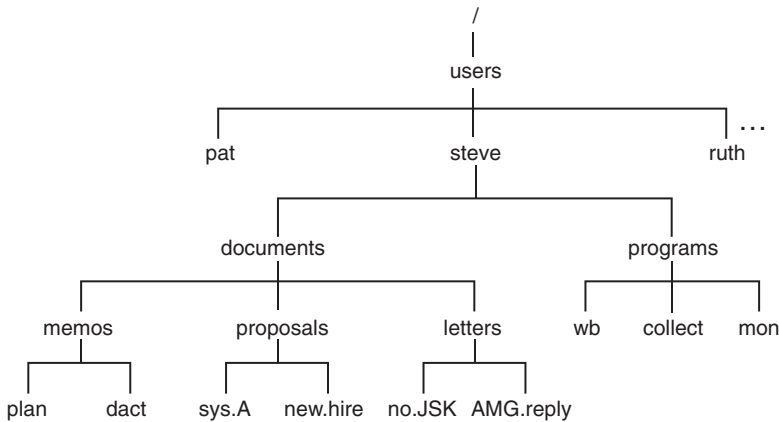 /
users
...
pat steve ruth
documents programs
memos proposals letters wb collect mon
plan dact sys.A new.hire no.JSK AMG.reply